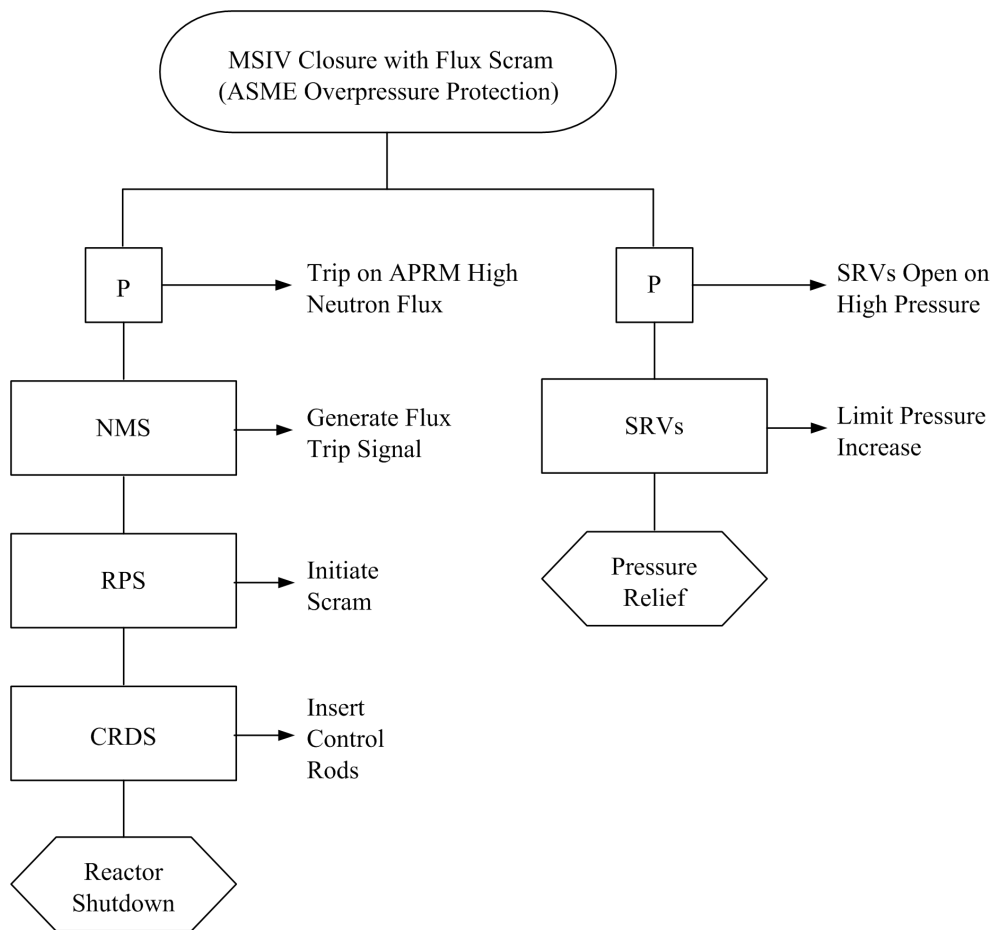 MSIV Closure with Flux Scram
(ASME Overpressure Protection)
P
Trip on APRM High
Neutron Flux
NMS
Generate Flux
Trip Signal
RPS
Initiate
Scram
CRDS
Insert
Control
Rods
Reactor
Shutdown
P
SRVs Open on
High Pressure
SRVs
Limit Pressure
Increase
Pressure
Relief